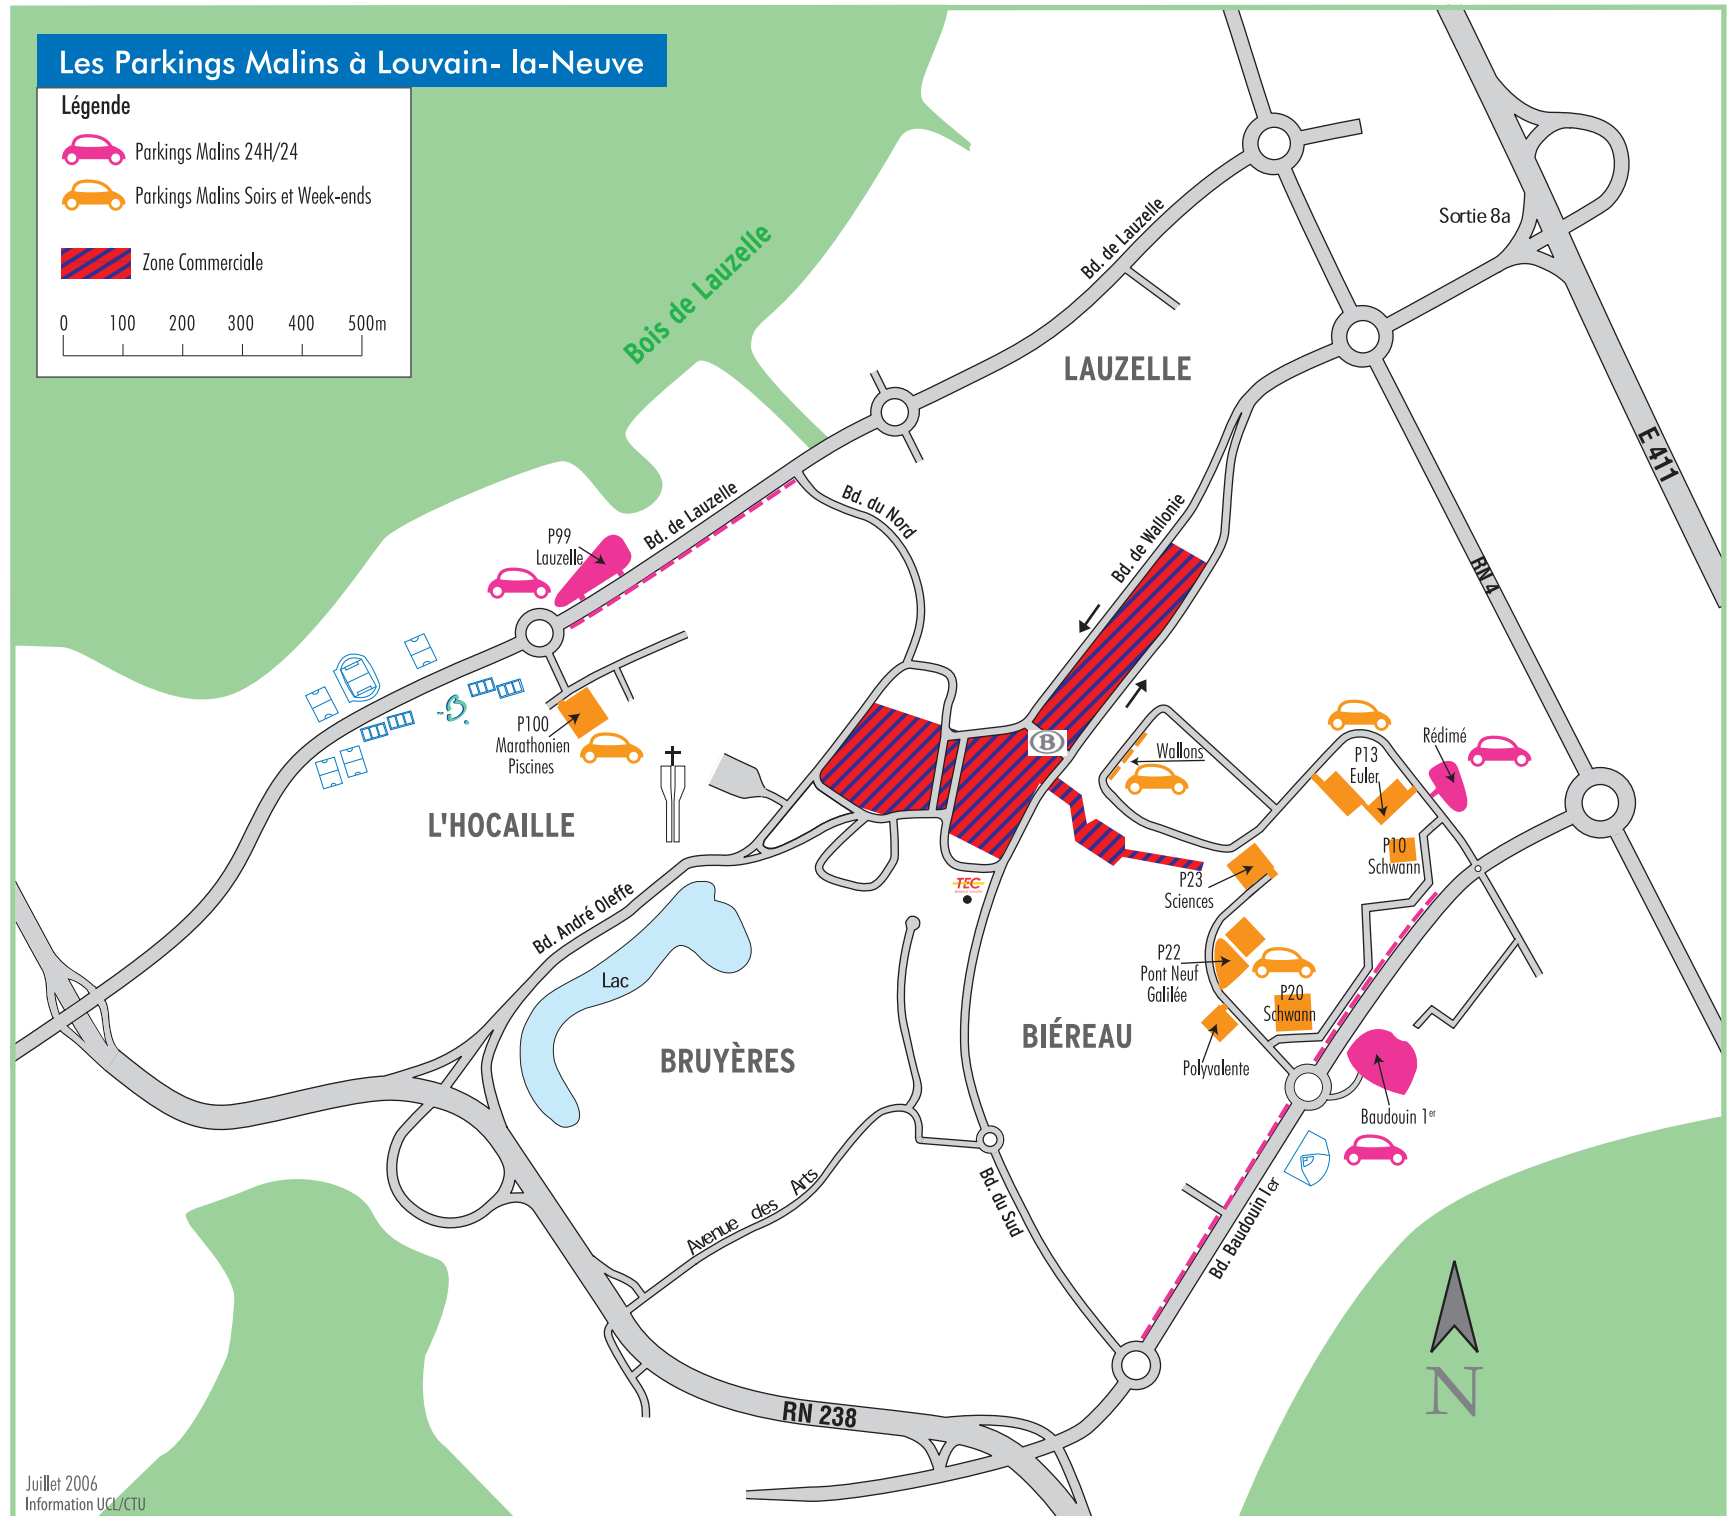 Les Parkings Malins à Louvain- la-Neuve
Légende
Parkings Malins 24H/24
Parkings Malins Soirs et Week-ends
Zone Commerciale
0 100 200 300 400 500m
Bois de Lauzelle
Bd. de Lauzelle
Sortie 8a
LAUZELLE
E 411
Bd. de Lauzelle
Bd. du Nord
Bd. de Wallonie
RN 4
P99
Lauzelle
P100
Marathonien
Piscines
B
Wallons
P13
Euler
Rédimé
L'HOCAILLE
P10
Schwann
P23
Sciences
TEC
Bd. André Oleffe
Lac
P22
Pont Neuf
Galilée
P20
Schwann
BIÉREAU
BRUYÈRES
Polyvalente
Baudouin 1er
Avenue des Arts
Bd. du Sud
Bd. Baudouin 1er
N
RN 238
Juillet 2006
Information UCL/CTU